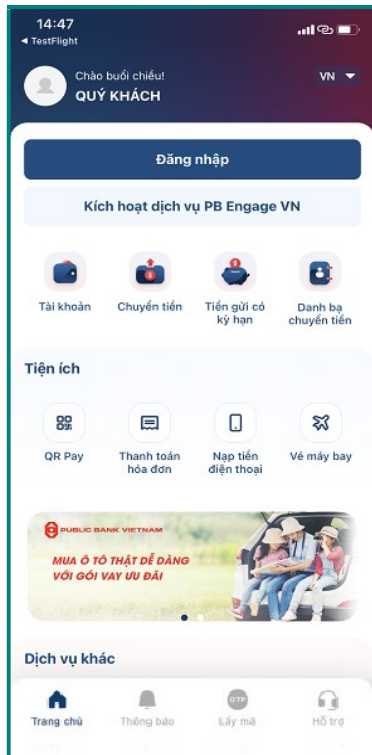 14:47
◀ TestFlight
Chào buổi chiều!
VN
QUÝ KHÁCH
Đăng nhập
Kích hoạt dịch vụ PB Engage VN
Tài khoản
Chuyển tiền
Tiền gửi có
kỳ hạn
Danh bạ
chuyển tiền
Tiện ích
QR Pay
Thanh toán
hóa đơn
Nạp tiền
điện thoại
Vé máy bay
PUBLIC BANK VIETNAM
MUA Ô TÔ THẬT DỄ DÀNG
VỚI GÓI VAY ƯU ĐÃI
Dịch vụ khác
OTP
Trang chủ
Thông báo
Lấy mã
Hỗ trợ